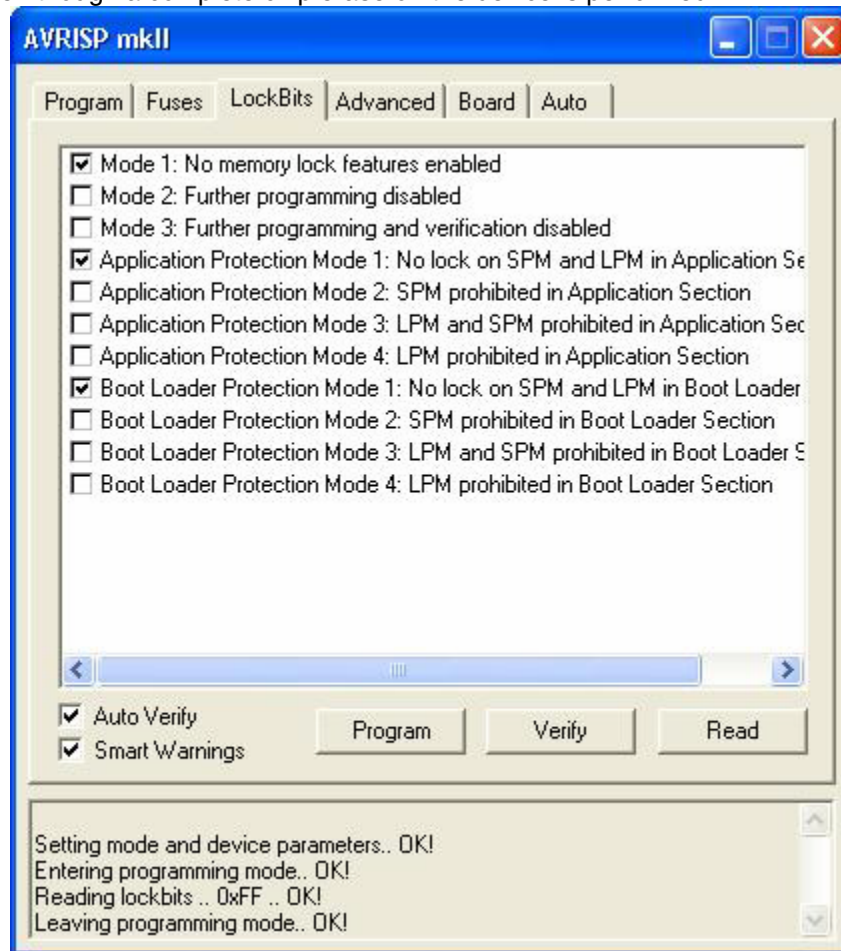 AVRISP mkII
Program Fuses LockBits Advanced Board Auto
Mode 1: No memory lock features enabled
Mode 2: Further programming disabled
Mode 3: Further programming and verification disabled
Application Protection Mode 1: No lock on SPM and LPM in Application Se
Application Protection Mode 2: SPM prohibited in Application Section
Application Protection Mode 3: LPM and SPM prohibited in Application Sec
Application Protection Mode 4: LPM prohibited in Application Section
Boot Loader Protection Mode 1: No lock on SPM and LPM in Boot Loader
Boot Loader Protection Mode 2: SPM prohibited in Boot Loader Section
Boot Loader Protection Mode 3: LPM and SPM prohibited in Boot Loader S
Boot Loader Protection Mode 4: LPM prohibited in Boot Loader Section
Auto Verify
Smart Warnings
Program Verify Read
Setting mode and device parameters.. OK!
Entering programming mode.. OK!
Reading lockbits .. 0xFF .. OK!
Leaving programming mode.. OK!